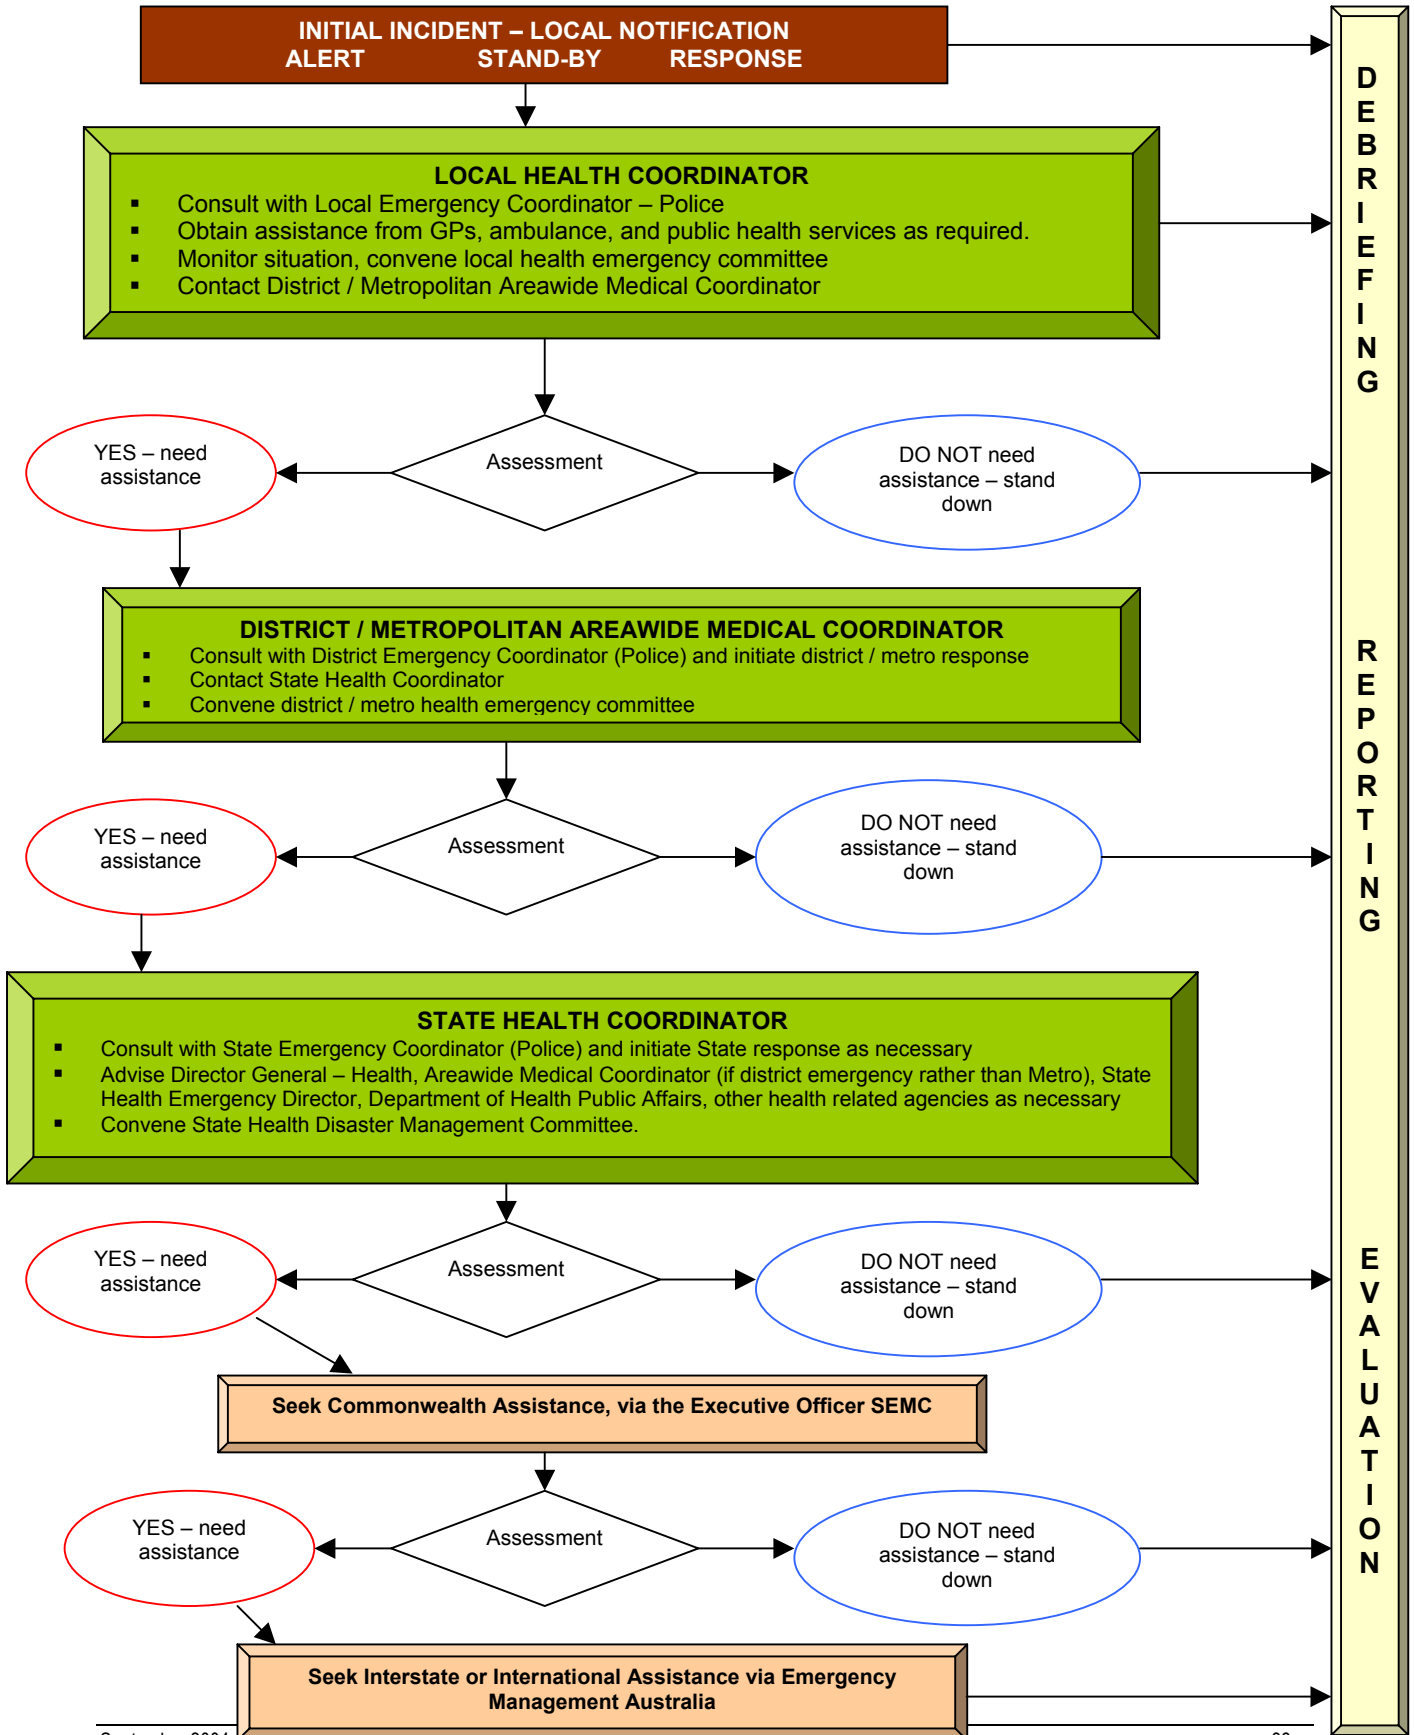 INITIAL INCIDENT – LOCAL NOTIFICATION
ALERT STAND-BY RESPONSE
LOCAL HEALTH COORDINATOR
▪ Consult with Local Emergency Coordinator – Police
▪ Obtain assistance from GPs, ambulance, and public health services as required.
▪ Monitor situation, convene local health emergency committee
▪ Contact District / Metropolitan Areawide Medical Coordinator
YES – need
assistance
Assessment
DO NOT need
assistance – stand
down
DISTRICT / METROPOLITAN AREAWIDE MEDICAL COORDINATOR
▪ Consult with District Emergency Coordinator (Police) and initiate district / metro response
▪ Contact State Health Coordinator
▪ Convene district / metro health emergency committee
YES – need
assistance
Assessment
DO NOT need
assistance – stand
down
STATE HEALTH COORDINATOR
▪ Consult with State Emergency Coordinator (Police) and initiate State response as necessary
▪ Advise Director General – Health, Areawide Medical Coordinator (if district emergency rather than Metro), State
Health Emergency Director, Department of Health Public Affairs, other health related agencies as necessary
▪ Convene State Health Disaster Management Committee.
YES – need
assistance
Assessment
DO NOT need
assistance – stand
down
Seek Commonwealth Assistance, via the Executive Officer SEMC
YES – need
assistance
Assessment
DO NOT need
assistance – stand
down
Seek Interstate or International Assistance via Emergency
Management Australia
DEBRIEFING
REPORTING
EVALUATION